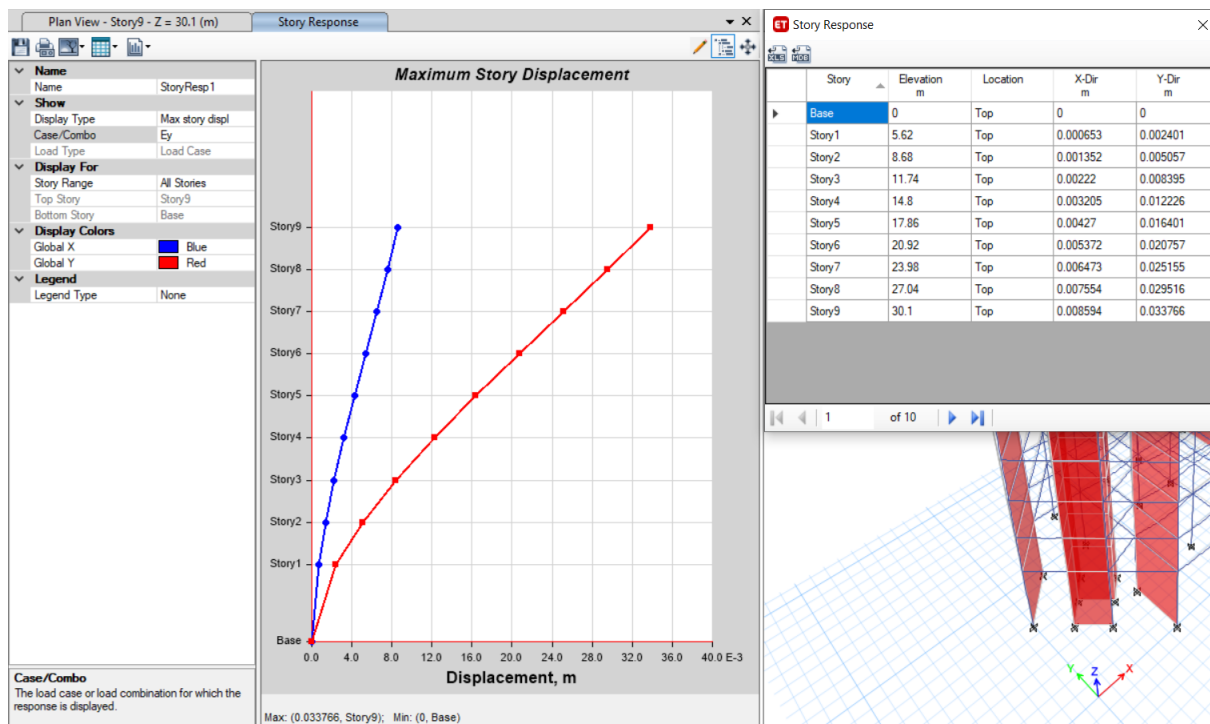 Plan View - Story9 - Z = 30.1 (m)
Story Response
Name
Name StoryResp1
Show
Display Type Max story displ
Case/Combo Ey
Load Type Load Case
Display For
Story Range All Stories
Top Story Story9
Bottom Story Base
Display Colors
Global X Blue
Global Y Red
Legend
Legend Type None
Case/Combo
The load case or load combination for which the
response is displayed.
Maximum Story Displacement
Story9
Story8
Story7
Story6
Story5
Story4
Story3
Story2
Story1
Base
0.0 4.0 8.0 12.0 16.0 20.0 24.0 28.0 32.0 36.0 40.0 E-3
Displacement, m
Max: (0.033766, Story9); Min: (0, Base)
ET Story Response
XLS MDB
Story Elevation Location X-Dir Y-Dir
m m m
Base 0 Top 0 0
Story1 5.62 Top 0.000653 0.002401
Story2 8.68 Top 0.001352 0.005057
Story3 11.74 Top 0.00222 0.008395
Story4 14.8 Top 0.003205 0.012226
Story5 17.86 Top 0.00427 0.016401
Story6 20.92 Top 0.005372 0.020757
Story7 23.98 Top 0.006473 0.025155
Story8 27.04 Top 0.007554 0.029516
Story9 30.1 Top 0.008594 0.033766
1 of 10
Y Z X